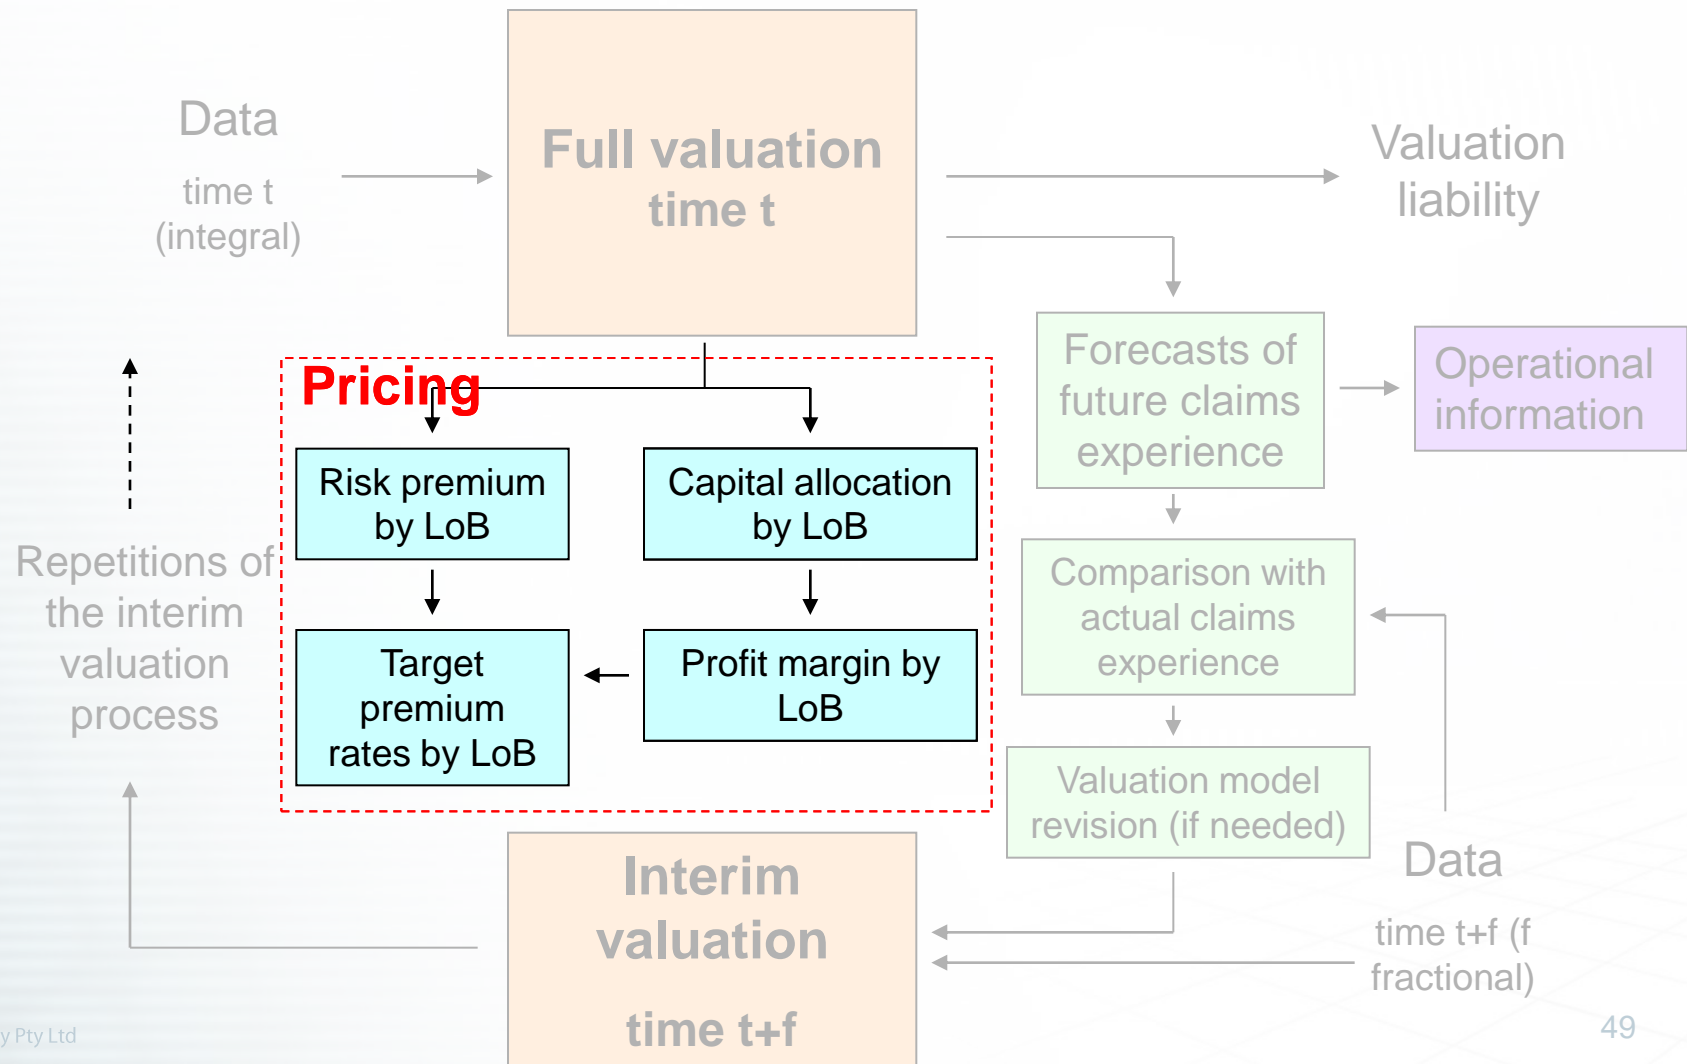 Data
time t
(integral)
Full valuation
time t
Valuation
liability
Pricing
Risk premium
by LoB
Capital allocation
by LoB
Target
premium
rates by LoB
Profit margin by
LoB
Forecasts of
future claims
experience
Operational
information
Comparison with
actual claims
experience
Valuation model
revision (if needed)
Repetitions of
the interim
valuation
process
Interim
valuation
time t+f
Data
time t+f (f
fractional)
y Pty Ltd
49